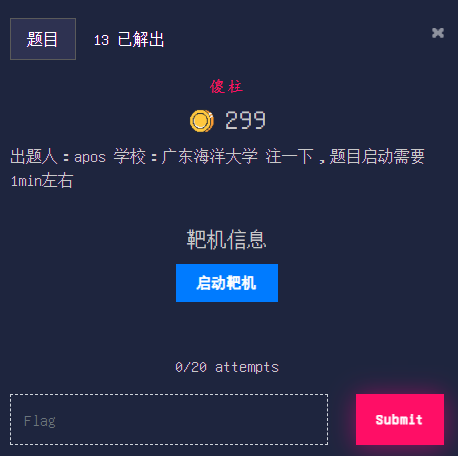 题目 13 已解出
×
傻柱
299
出题人：apos 学校：广东海洋大学 注一下，题目启动需要
1min左右
靶机信息
启动靶机
0/20 attempts
Flag Submit